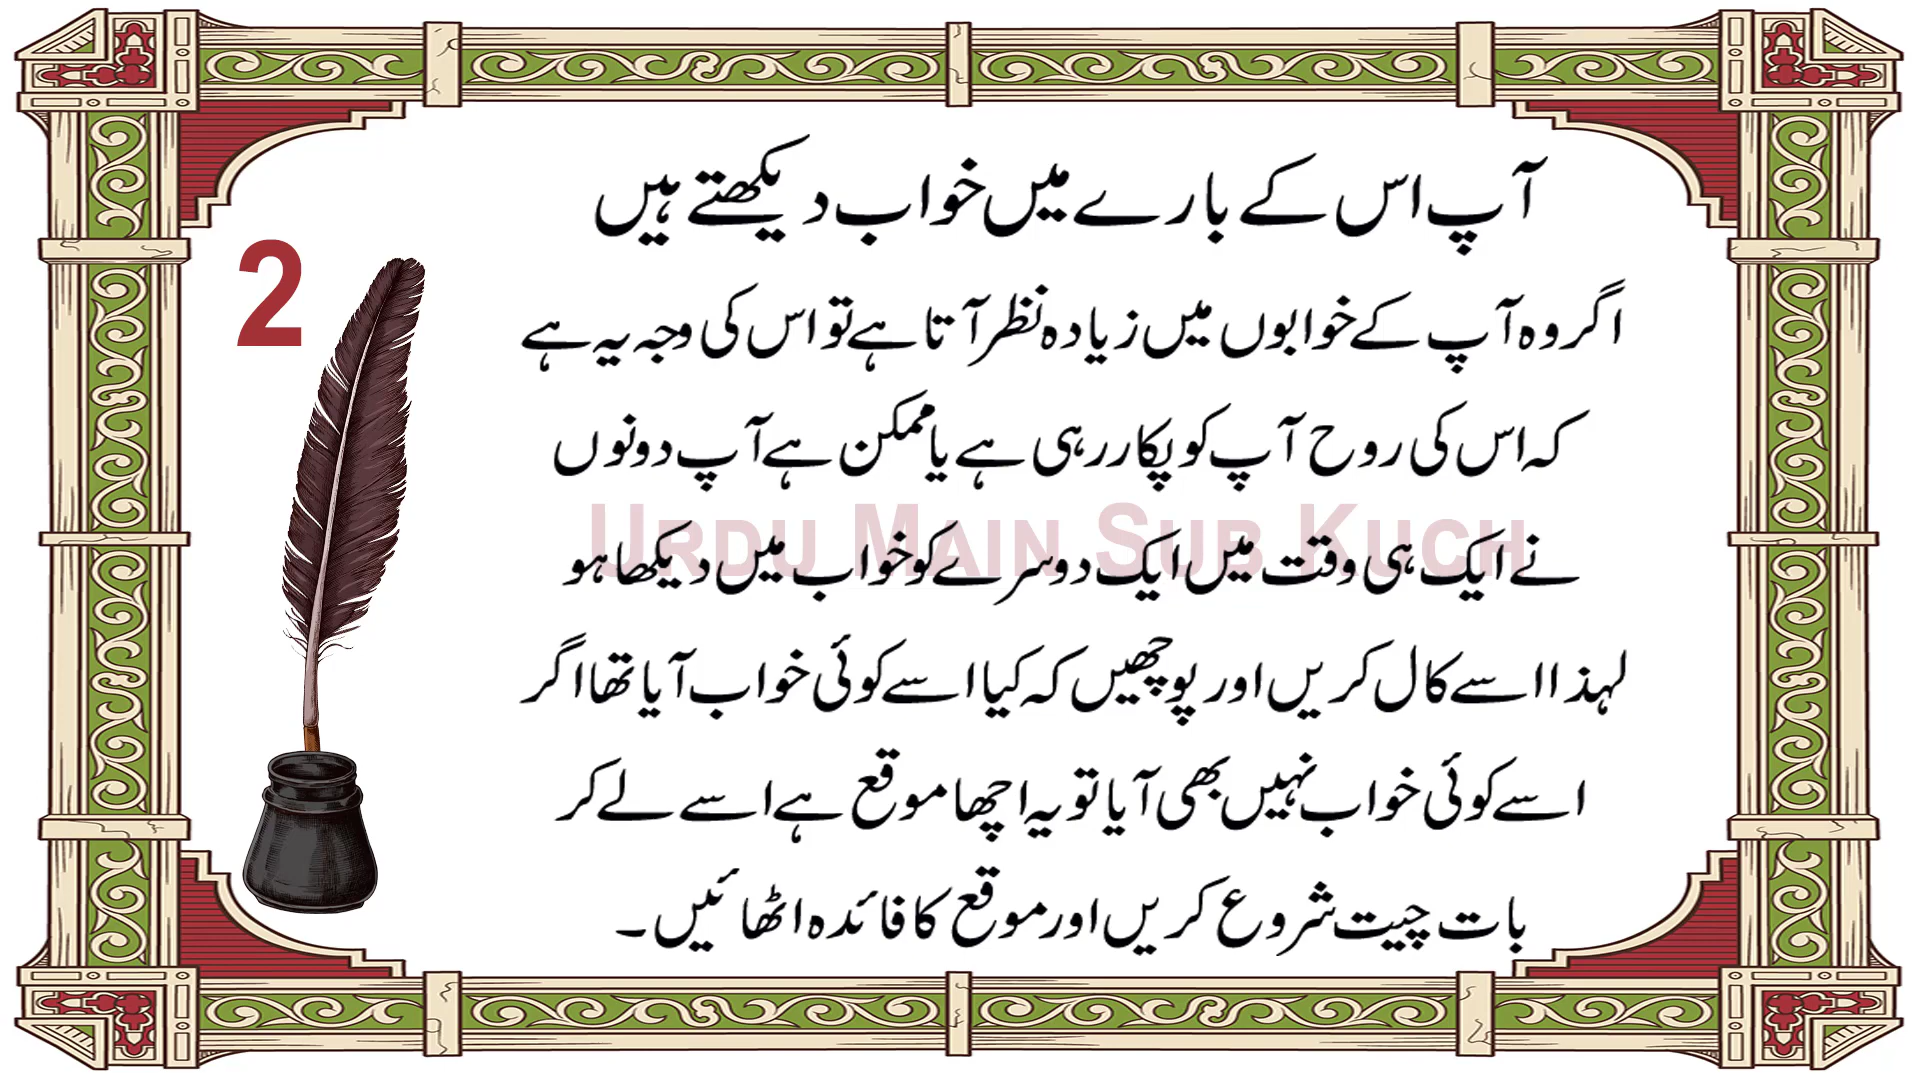 آپ اس کے بارے میں خواب دیکھتے ہیں
2
اگر وہ آپ کے خوابوں میں زیادہ نظر آتا ہے تو اس کی وجہ یہ ہے
کہ اس کی روح آپ کو پکار رہی ہے یا ممکن ہے آپ دونوں
نے ایک ہی وقت میں ایک دوسرے کو خواب میں دیکھا ہو
URDU MAIN SUB KUCH
لہذا اسے کال کریں اور پوچھیں کہ کیا اسے کوئی خواب آیا تھا اگر
اسے کوئی خواب نہیں بھی آیا تو یہ اچھا موقع ہے اسے لے کر
بات چیت شروع کریں اور موقع کا فائدہ اٹھائیں۔